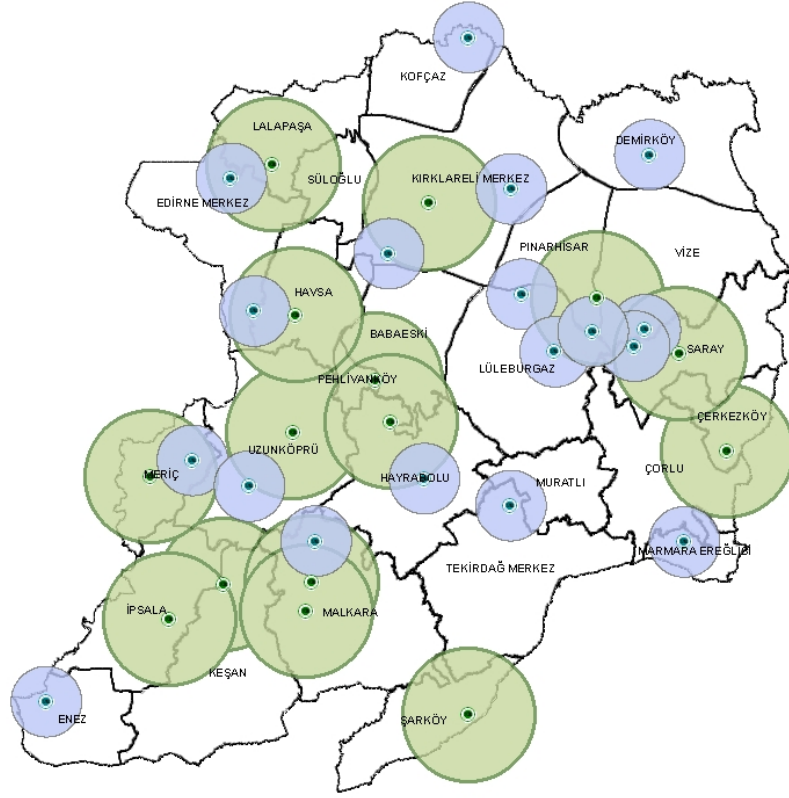 KOFÇAZ
LALAPAŞA
DEMİRKÖY
SÜLOĞLU
KIRKLARELİ MERKEZ
EDİRNE MERKEZ
PINARHİSAR
VİZE
HAVSA
BABAESKİ
SARAY
LÜLEBURGAZ
PEHLİVANKÖY
ÇERKEZKÖY
UZUNKÖPRÜ
ÇORLU
MERİÇ
HAYRABOLU
MURATLI
MARMARA EREĞLİSİ
TEKİRDAĞ MERKEZ
İPSALA
MALKARA
KEŞAN
ENEZ
ŞARKÖY